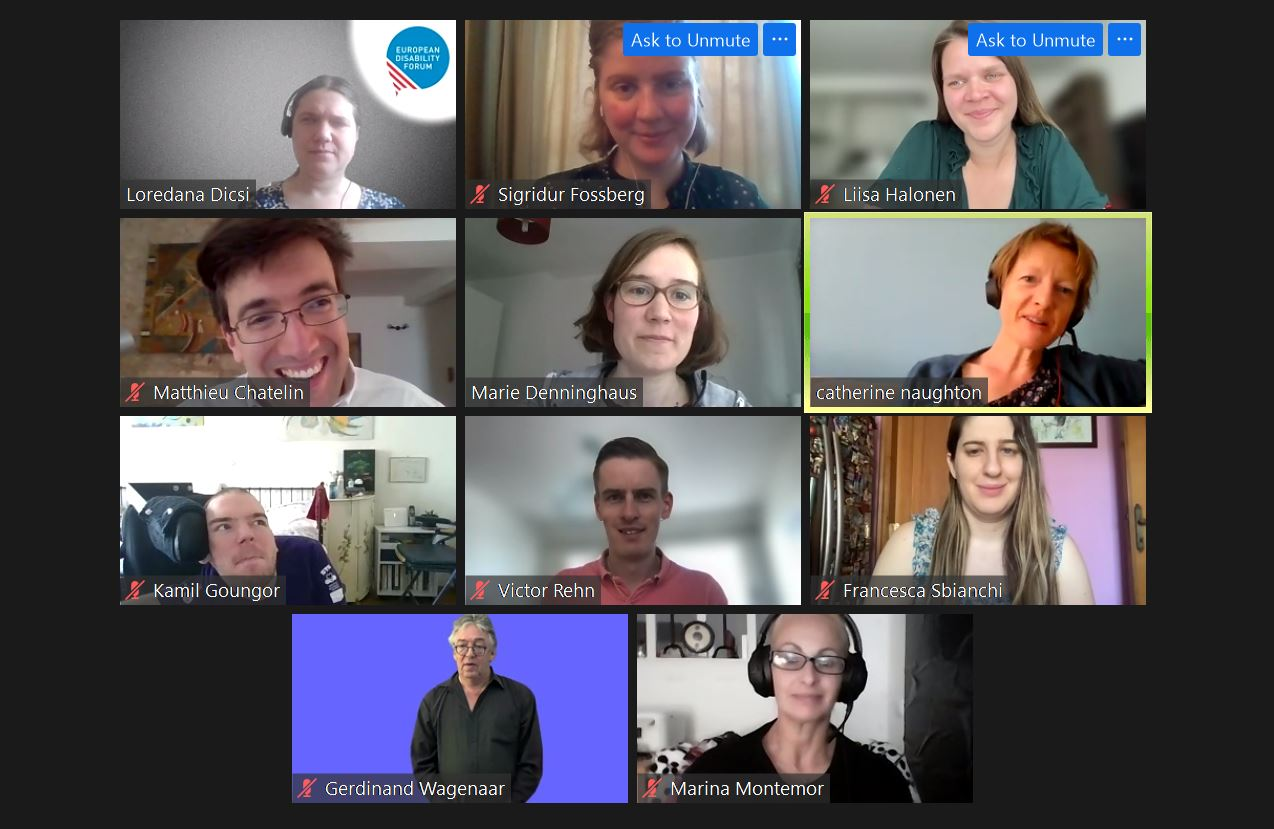 EUROPEAN
DISABILITY
FORUM
Loredana Dicsi
Ask to Unmute
Sigridur Fossberg
Ask to Unmute
Liisa Halonen
Matthieu Chatelin
Marie Denninghaus
catherine naughton
Kamil Goungor
Victor Rehn
Francesca Sbianchi
Gerdinand Wagenaar
Marina Montemor